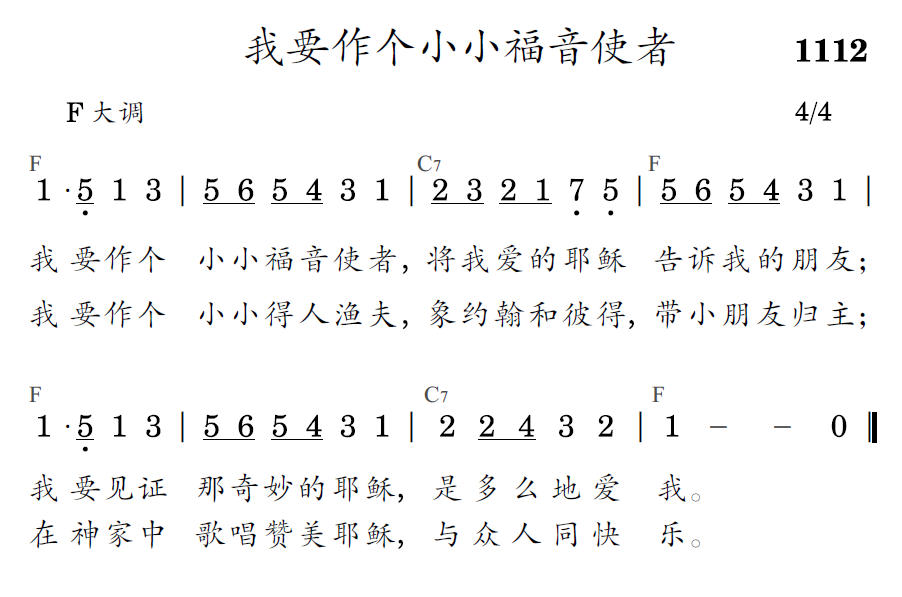 我要作个小小福音使者 1112
F 大调 4/4
F C7 F
1 · 5 1 3 | 5 6 5 4 3 1 | 2 3 2 1 7 5 | 5 6 5 4 3 1 |
我要作个 小小福音使者，将我爱的耶稣 告诉我的朋友；
我要作个 小小得人渔夫，象约翰和彼得，带小朋友归主；
F C7 F
1 · 5 1 3 | 5 6 5 4 3 1 | 2 2 4 3 2 | 1 – – 0 ‖
我要见证 那奇妙的耶稣，是多么地爱 我。
在神家中 歌唱赞美耶稣，与众人同快 乐。